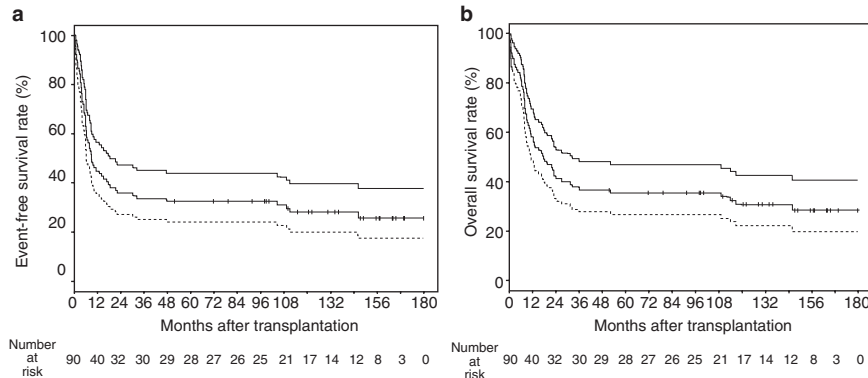 a
Event-free survival rate (%)
100
80
60
40
20
0
0 12 24 36 48 60 72 84 96 108 132 156 180
Months after transplantation
Number at risk
90 40 32 30 29 28 27 26 25 21 17 14 12 8 3 0
b
Overall survival rate (%)
100
80
60
40
20
0
0 12 24 36 48 60 72 84 96 108 132 156 180
Months after transplantation
Number at risk
90 40 32 30 29 28 27 26 25 21 17 14 12 8 3 0